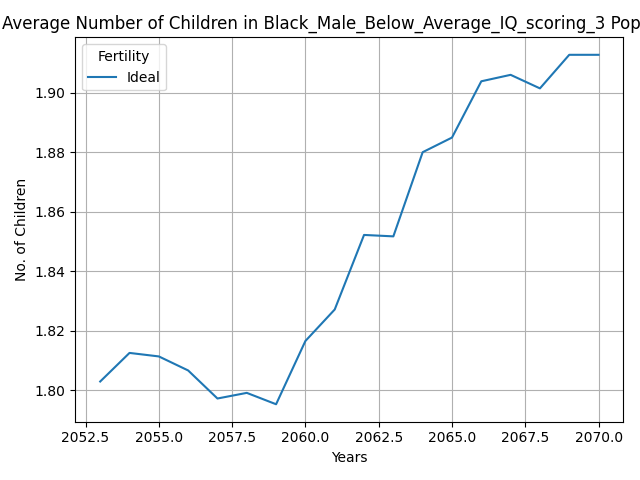 Average Number of Children in Black_Male_Below_Average_IQ_scoring_3 Pop
Fertility
Ideal
No. of Children
1.90
1.88
1.86
1.84
1.82
1.80
2052.5 2055.0 2057.5 2060.0 2062.5 2065.0 2067.5 2070.0
Years